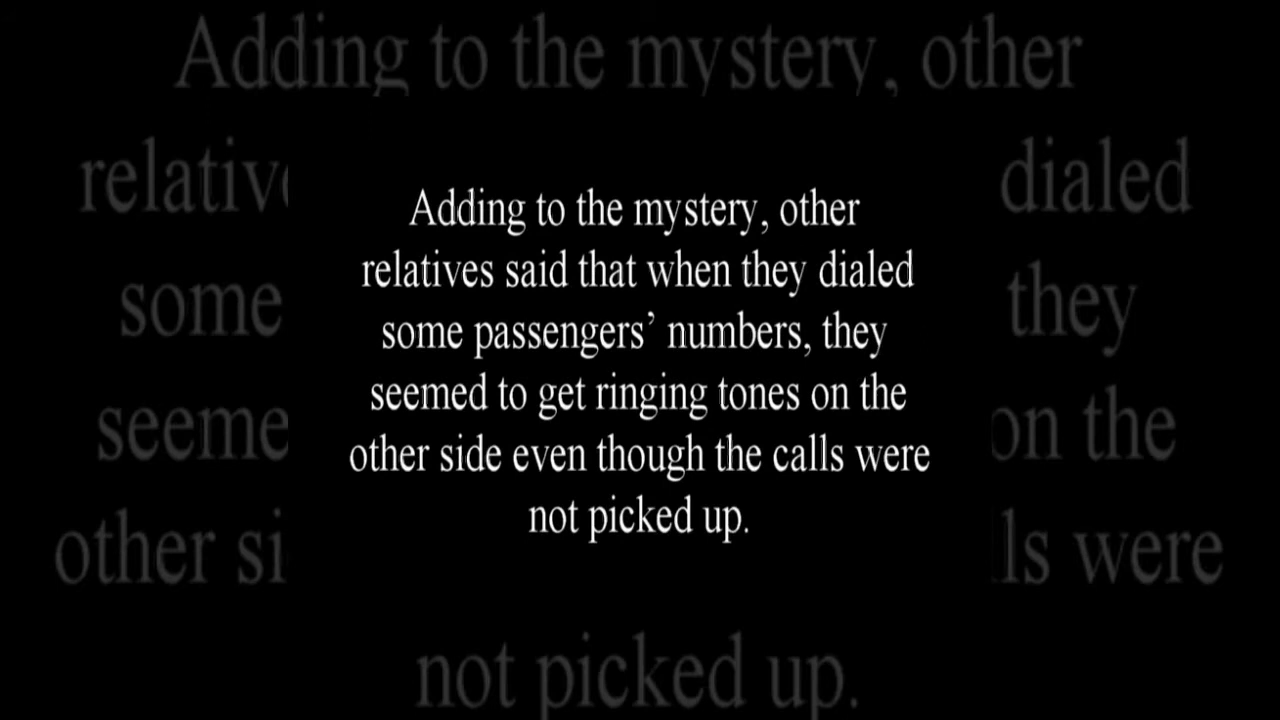 Adding to the mystery, other
relatives said that when they dialed
some passengers’ numbers, they
seemed to get ringing tones on the
other side even though the calls were
not picked up.